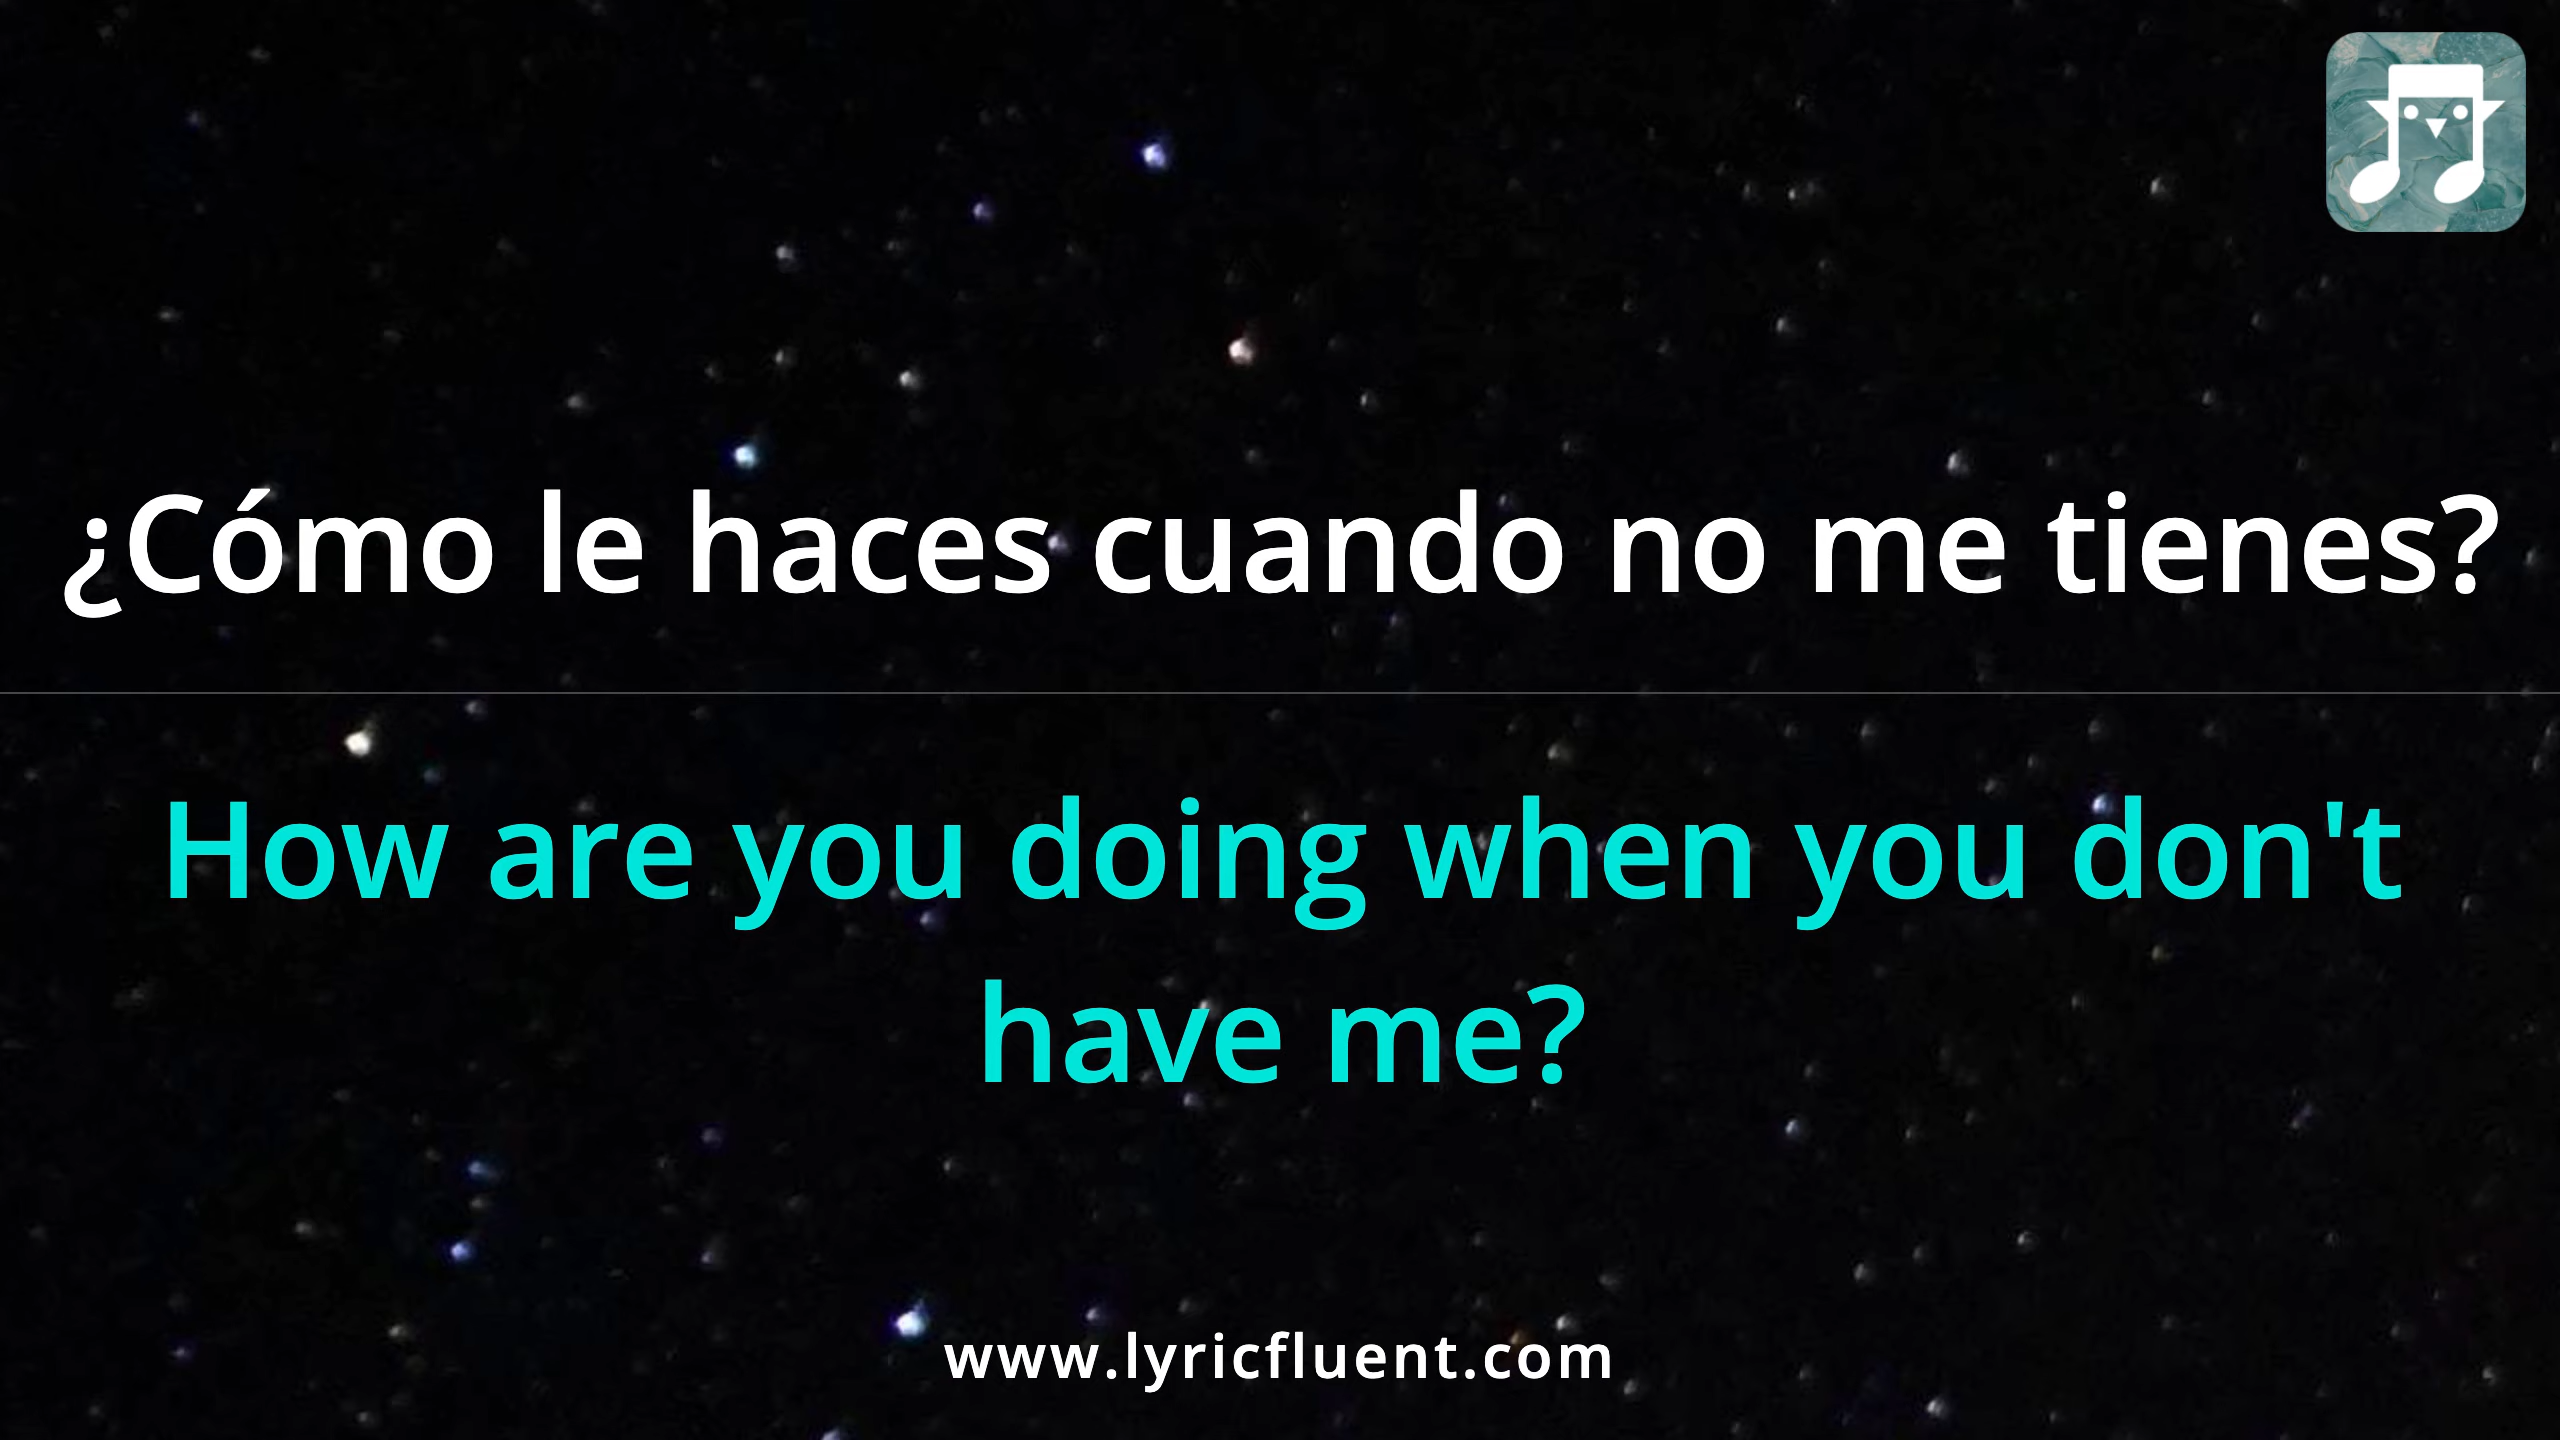 ¿Cómo le haces cuando no me tienes?
How are you doing when you don't
have me?
www.lyricfluent.com